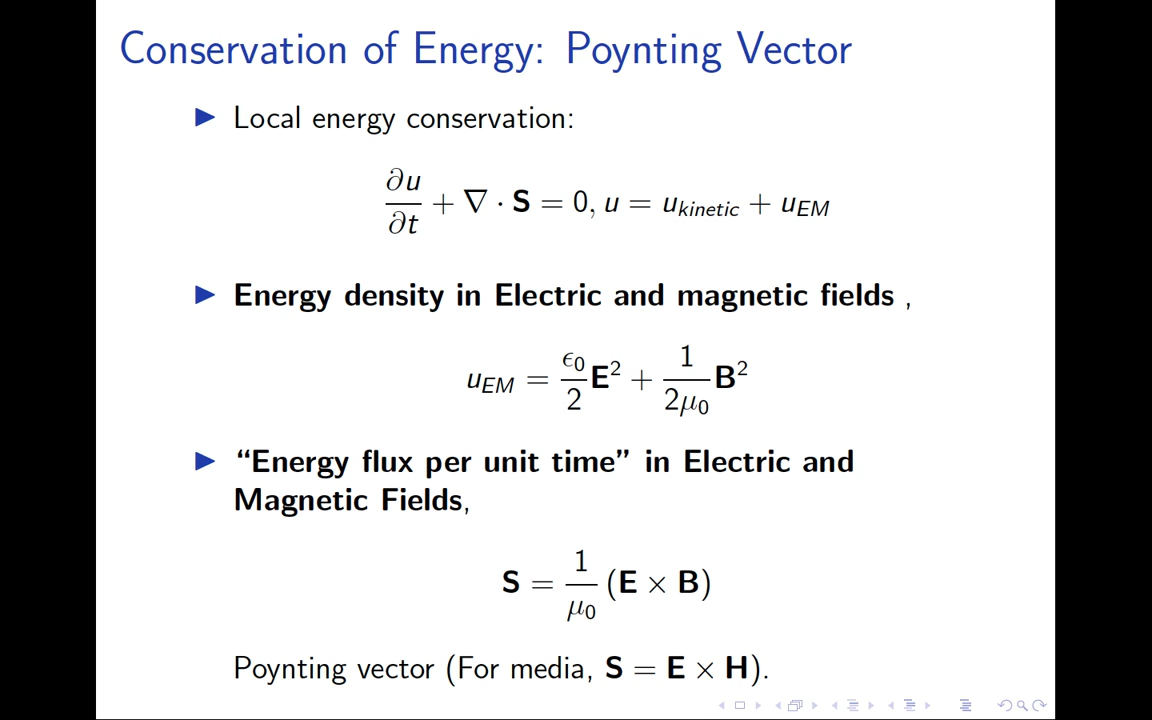 Conservation of Energy: Poynting Vector
▶ Local energy conservation:
∂u/∂t + ∇ · S = 0, u = u_kinetic + u_EM
▶ Energy density in Electric and magnetic fields ,
u_EM = ϵ₀/2 E² + 1/2μ₀ B²
▶ “Energy flux per unit time” in Electric and
Magnetic Fields,
S = 1/μ₀ (E × B)
Poynting vector (For media, S = E × H).